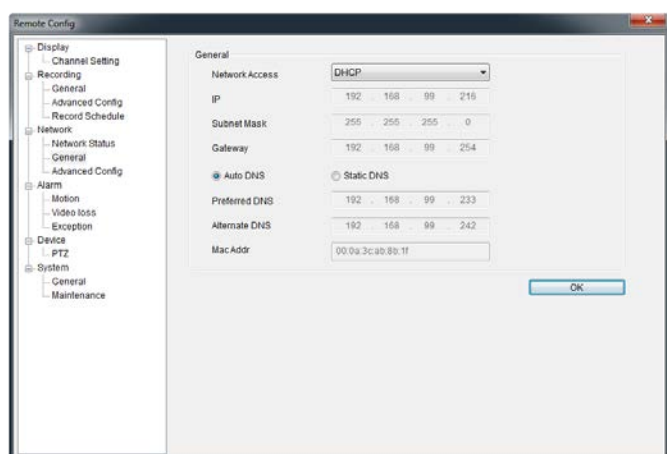 Remote Config
Display
Channel Setting
Recording
General
Advanced Config
Record Schedule
Network
Network Status
General
Advanced Config
Alarm
Motion
Video loss
Exception
Device
PTZ
System
General
Maintenance
General
Network Access DHCP
IP 192 . 168 . 99 . 216
Subnet Mask 255 . 255 . 255 . 0
Gateway 192 . 168 . 99 . 254
Auto DNS Static DNS
Preferred DNS 192 . 168 . 99 . 233
Alternate DNS 192 . 168 . 99 . 242
Mac Addr 00:0a:3c:ab:8b:1f
OK